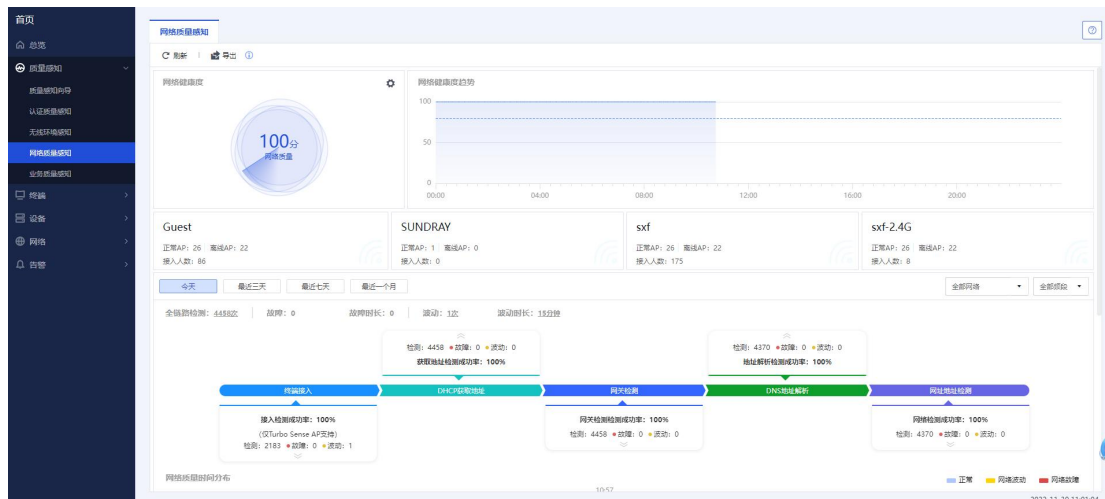 首页
总览
质量感知
质量感知向导
认证质量感知
无线环境感知
网络质量感知
业务质量感知
终端
设备
网络
告警
网络质量感知
刷新 导出
网络健康度
100分
网络质量
网络健康度趋势
100
50
0
00:00 04:00 08:00 12:00 16:00 20:00
Guest
正常AP: 26 离线AP: 22
接入人数: 86
SUNDRAY
正常AP: 1 离线AP: 0
接入人数: 0
sxf
正常AP: 26 离线AP: 22
接入人数: 175
sxf-2.4G
正常AP: 26 离线AP: 22
接入人数: 8
今天 最近三天 最近七天 最近一个月 全部网络 全部频段
全链路检测: 4458次 故障: 0 故障时长: 0 波动: 1次 波动时长: 15分钟
检测: 4458 故障: 0 波动: 0
获取地址检测成功率: 100%
检测: 4370 故障: 0 波动: 0
地址解析检测成功率: 100%
终端接入 DHCP获取地址 网关检测 DNS地址解析 网址地址检测
接入检测成功率: 100%
(仅Turbo Sense AP支持)
检测: 2183 故障: 0 波动: 1
网关检测检测成功率: 100%
检测: 4458 故障: 0 波动: 0
网络检测成功率: 100%
检测: 4370 故障: 0 波动: 0
网络质量时间分布
正常 网络波动 网络故障
10:57